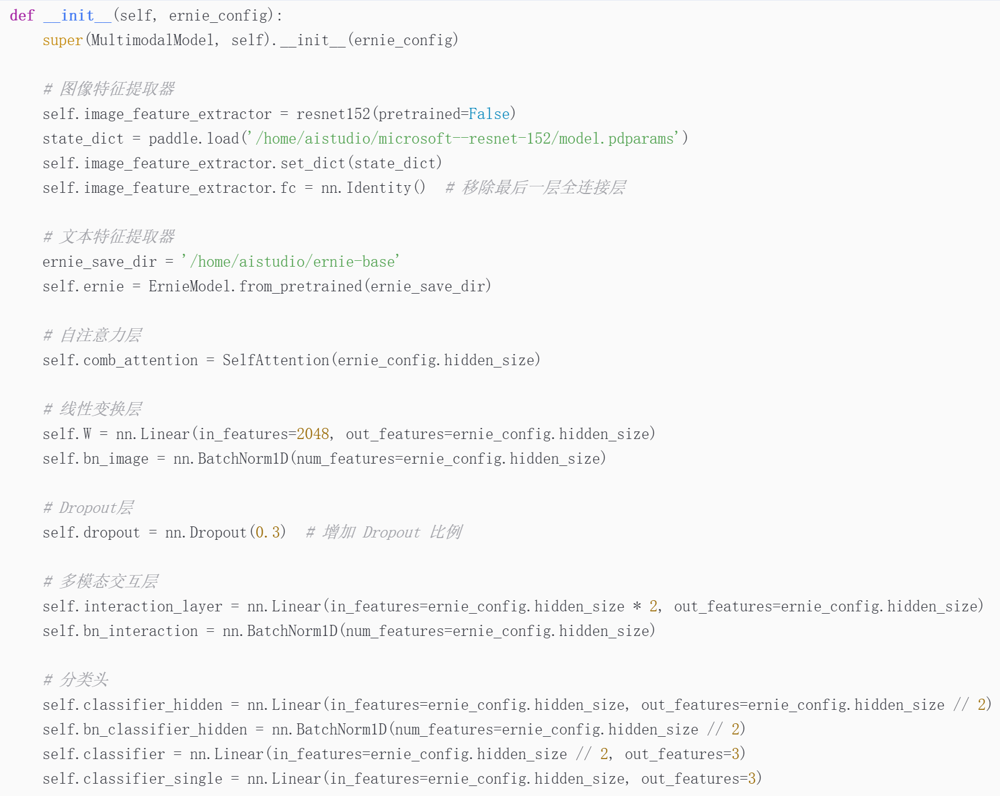 def __init__(self, ernie_config):
    super(MultimodalModel, self).__init__(ernie_config)

    # 图像特征提取器
    self.image_feature_extractor = resnet152(pretrained=False)
    state_dict = paddle.load('/home/aistudio/microsoft--resnet-152/model.pdparams')
    self.image_feature_extractor.set_dict(state_dict)
    self.image_feature_extractor.fc = nn.Identity()  # 移除最后一层全连接层

    # 文本特征提取器
    ernie_save_dir = '/home/aistudio/ernie-base'
    self.ernie = ErnieModel.from_pretrained(ernie_save_dir)

    # 自注意力层
    self.comb_attention = SelfAttention(ernie_config.hidden_size)

    # 线性变换层
    self.W = nn.Linear(in_features=2048, out_features=ernie_config.hidden_size)
    self.bn_image = nn.BatchNorm1D(num_features=ernie_config.hidden_size)

    # Dropout层
    self.dropout = nn.Dropout(0.3)  # 增加 Dropout 比例

    # 多模态交互层
    self.interaction_layer = nn.Linear(in_features=ernie_config.hidden_size * 2, out_features=ernie_config.hidden_size)
    self.bn_interaction = nn.BatchNorm1D(num_features=ernie_config.hidden_size)

    # 分类头
    self.classifier_hidden = nn.Linear(in_features=ernie_config.hidden_size, out_features=ernie_config.hidden_size // 2)
    self.bn_classifier_hidden = nn.BatchNorm1D(num_features=ernie_config.hidden_size // 2)
    self.classifier = nn.Linear(in_features=ernie_config.hidden_size // 2, out_features=3)
    self.classifier_single = nn.Linear(in_features=ernie_config.hidden_size, out_features=3)